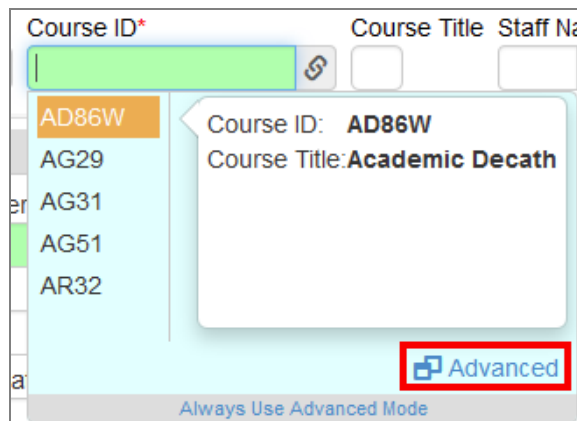 Course ID* Course Title Staff Na
AD86W
AG29
AG31
AG51
AR32
Course ID: AD86W
Course Title:Academic Decath
Advanced
Always Use Advanced Mode